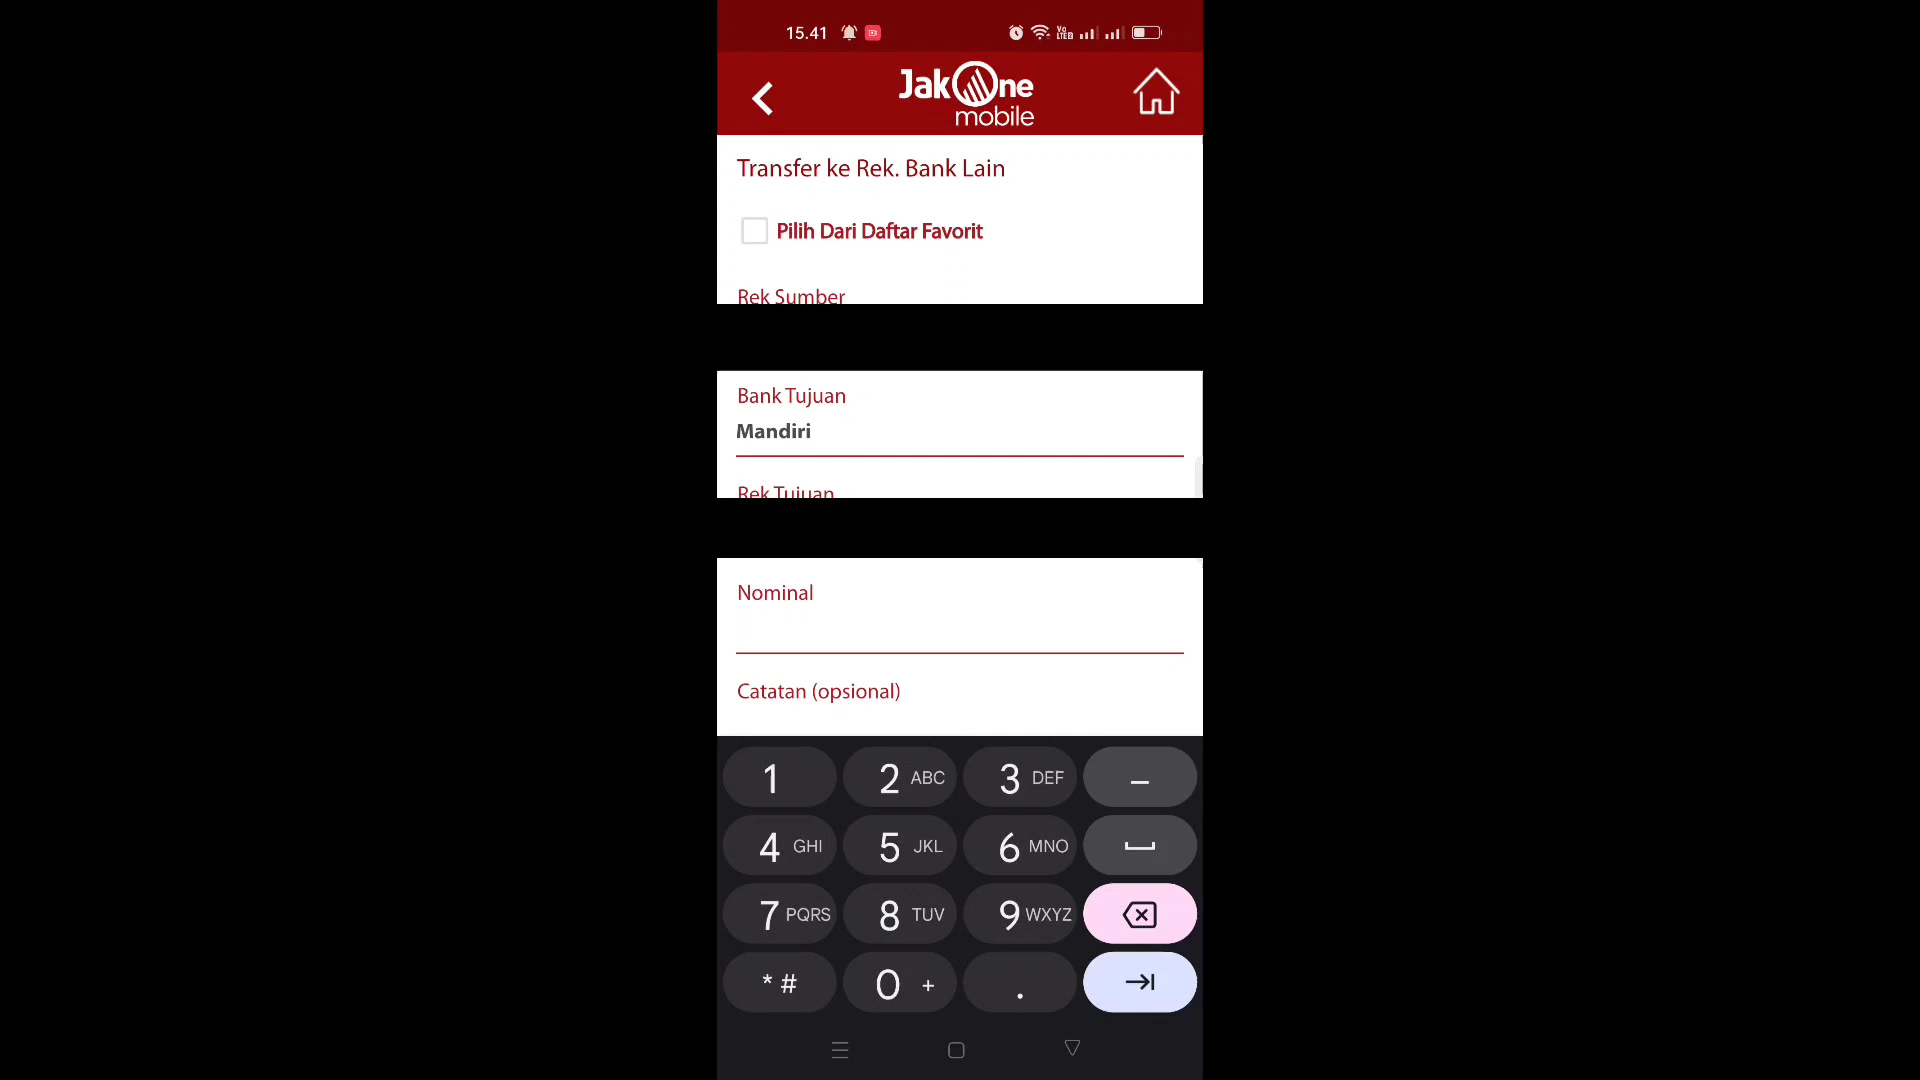 15.41
Vo
LTE2
JakOne
mobile
Transfer ke Rek. Bank Lain
Pilih Dari Daftar Favorit
Rek Sumber
Bank Tujuan
Mandiri
Rek Tujuan
Nominal
Catatan (opsional)
1 2 ABC 3 DEF –
4 GHI 5 JKL 6 MNO
7 PQRS 8 TUV 9 WXYZ
* # 0 + .